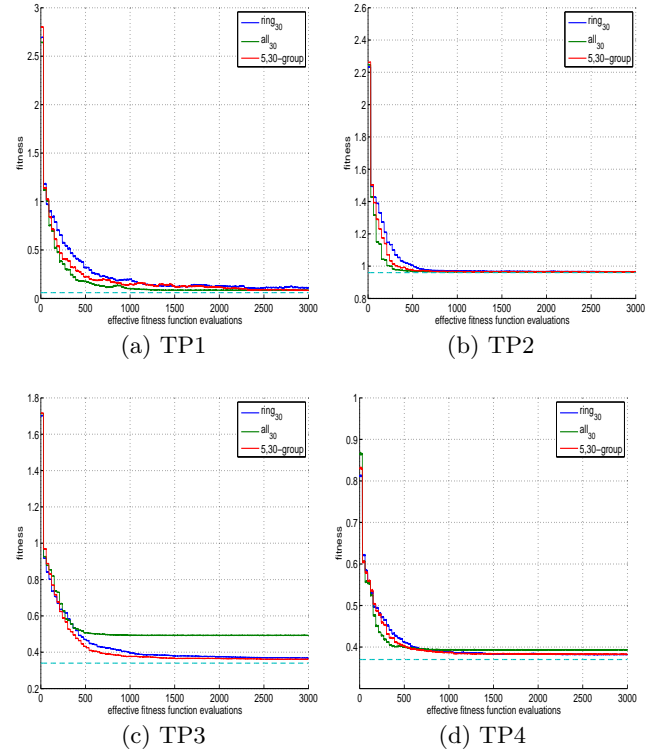 3
2.5
2
1.5
1
0.5
0
fitness
ring30
all30
5,30-group
0 500 1000 1500 2000 2500 3000
effective fitness function evaluations
(a) TP1
2.6
2.4
2.2
2
1.8
1.6
1.4
1.2
1
0.8
fitness
ring30
all30
5,30-group
0 500 1000 1500 2000 2500 3000
effective fitness function evaluations
(b) TP2
1.8
1.6
1.4
1.2
1
0.8
0.6
0.4
0.2
fitness
ring30
all30
5,30-group
0 500 1000 1500 2000 2500 3000
effective fitness function evaluations
(c) TP3
1
0.9
0.8
0.7
0.6
0.5
0.4
fitness
ring30
all30
5,30-group
0 500 1000 1500 2000 2500 3000
effective fitness function evaluations
(d) TP4